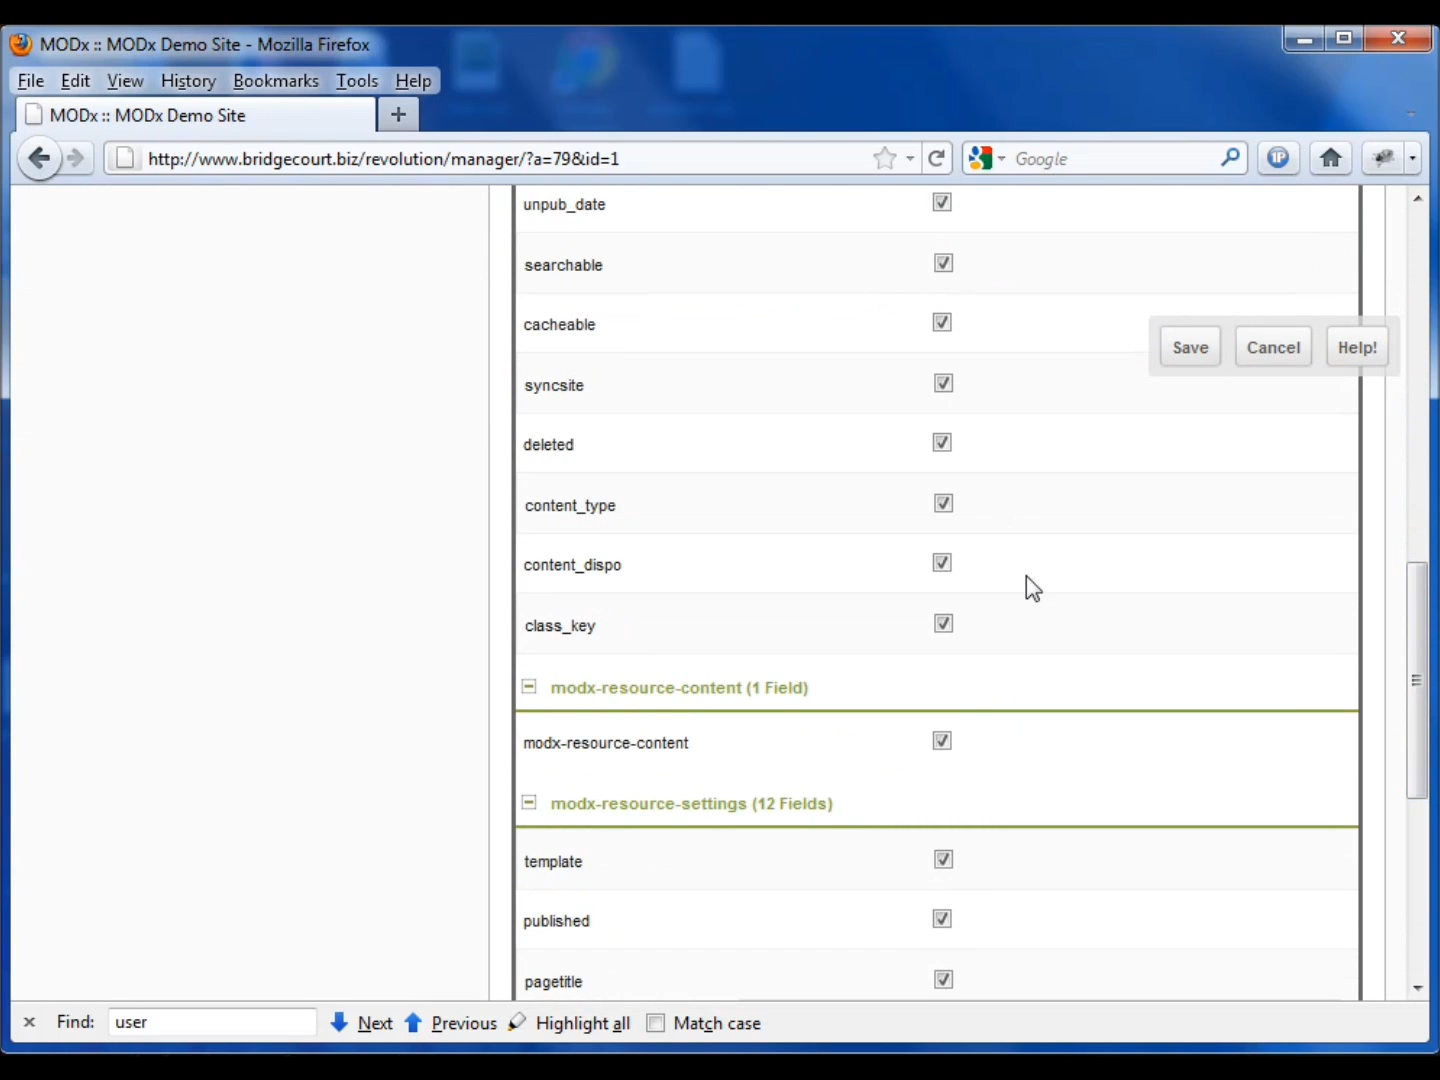 MODx :: MODx Demo Site - Mozilla Firefox
File Edit View History Bookmarks Tools Help
MODx :: MODx Demo Site
http://www.bridgecourt.biz/revolution/manager/?a=79&id=1
Google
unpub_date
searchable
cacheable
Save Cancel Help!
syncsite
deleted
content_type
content_dispo
class_key
modx-resource-content (1 Field)
modx-resource-content
modx-resource-settings (12 Fields)
template
published
pagetitle
Find: user Next Previous Highlight all Match case